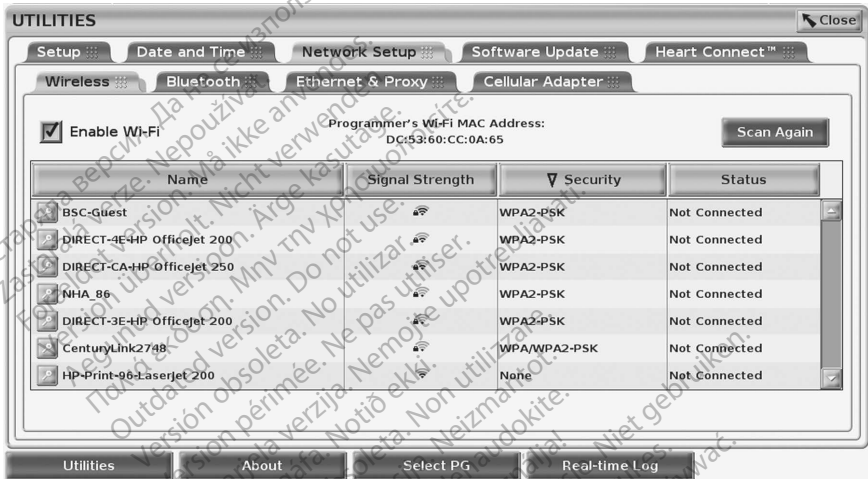 UTILITIES
Close
Setup
Date and Time
Network Setup
Software Update
Heart Connect™
Wireless
Bluetooth
Ethernet & Proxy
Cellular Adapter
Enable Wi-Fi
Programmer's Wi-Fi MAC Address:
DC:53:60:CC:0A:65
Scan Again
Name Signal Strength ∇ Security Status
BSC-Guest WPA2-PSK Not Connected
DIRECT-4E-HP OfficeJet 200 WPA2-PSK Not Connected
DIRECT-CA-HP OfficeJet 250 WPA2-PSK Not Connected
NHA_86 WPA2-PSK Not Connected
DIRECT-3E-HP OfficeJet 200 WPA2-PSK Not Connected
CenturyLink2748 WPA/WPA2-PSK Not Connected
HP-Print-96-LaserJet 200 None Not Connected
Utilities
About
Select PG
Real-time Log
Outdated version. Do not use.
Version périmée. Ne pas utiliser.
Versión obsoleta. No utilizar.